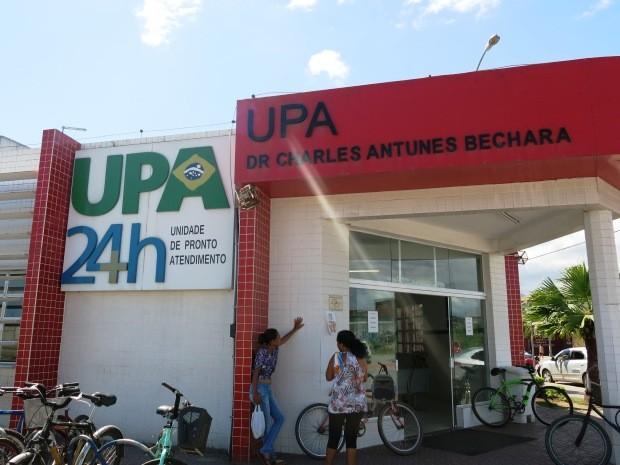 UPA
24h
UNIDADE
DE PRONTO
ATENDIMENTO
UPA
DR CHARLES ANTUNES BECHARA